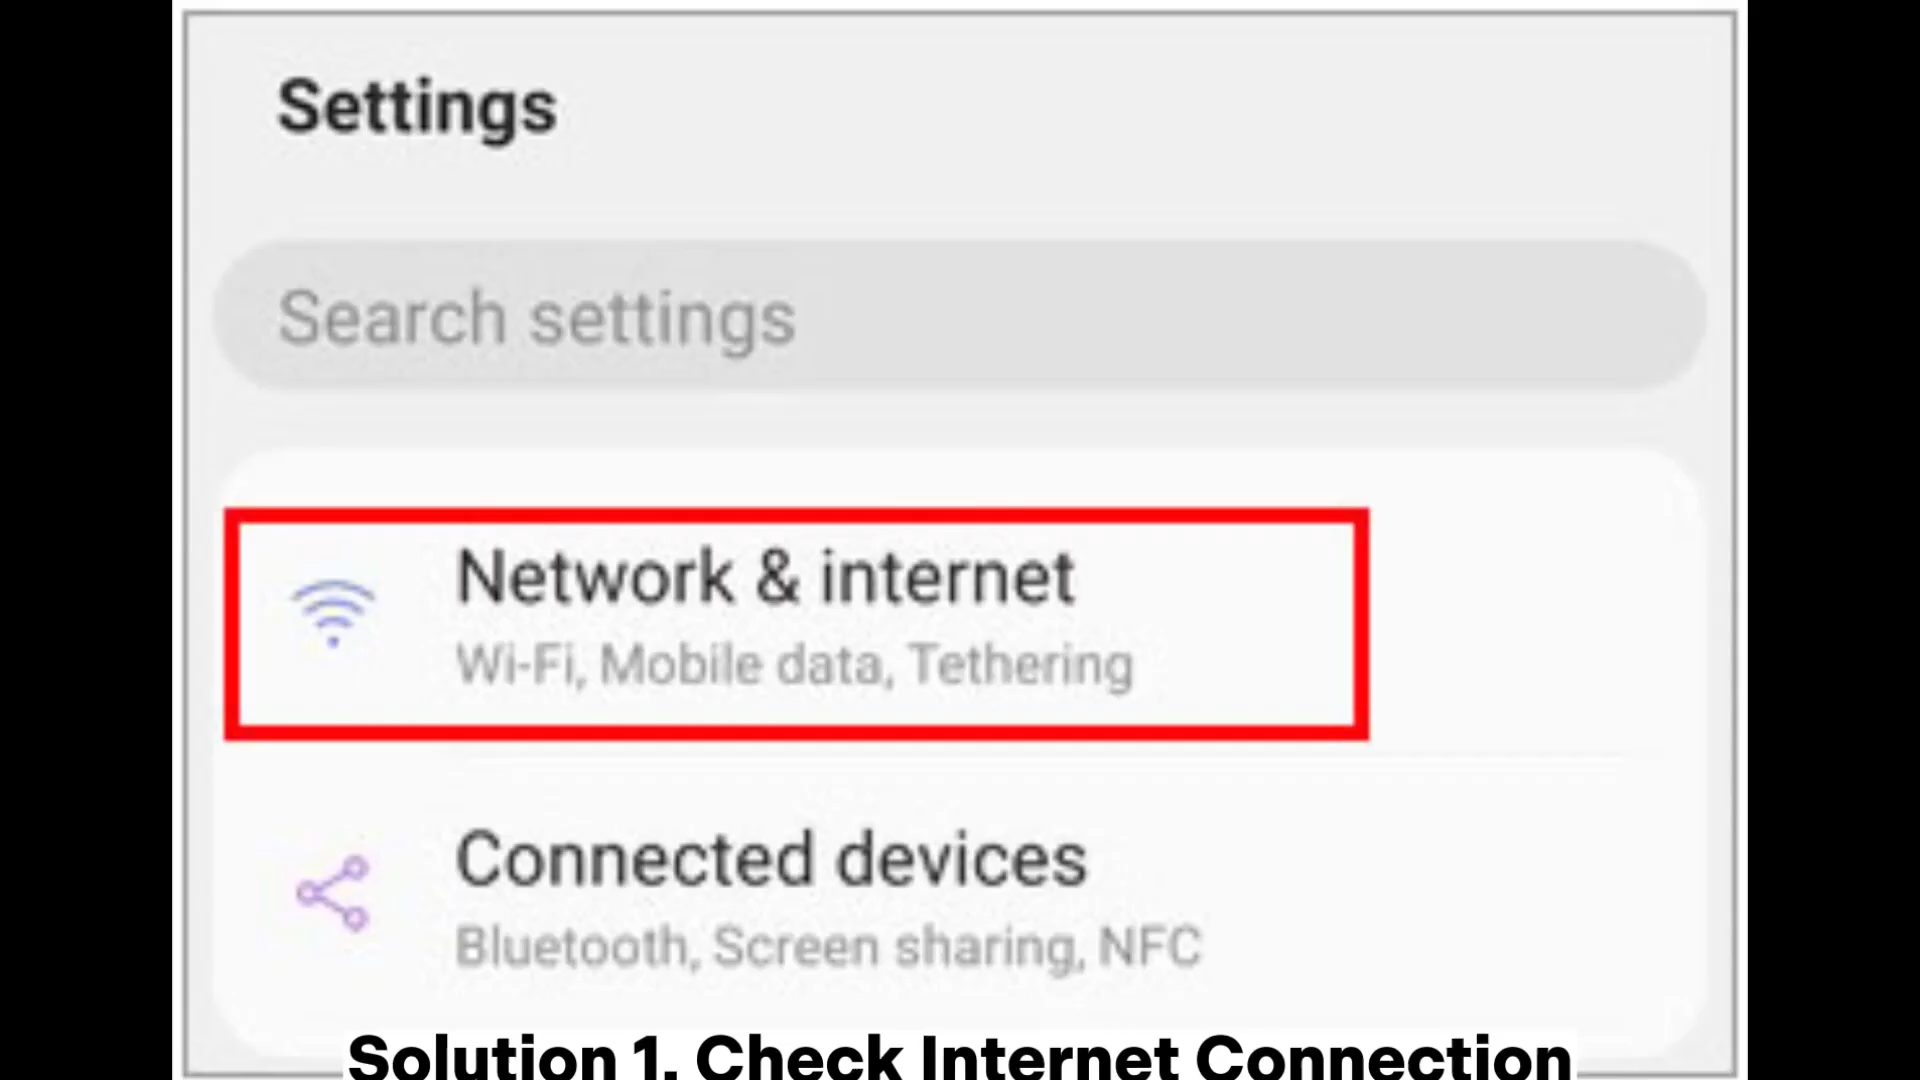 Settings
Search settings
Network & internet
Wi-Fi, Mobile data, Tethering
Connected devices
Bluetooth, Screen sharing, NFC
Solution 1. Check Internet Connection